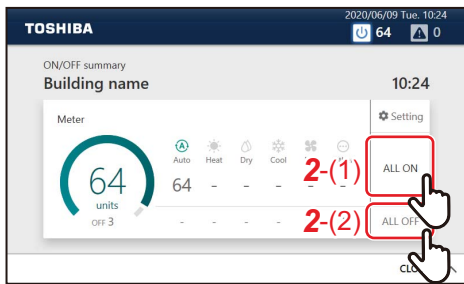 2020/06/09 Tue. 10:24
TOSHIBA 64 0
ON/OFF summary
Building name 10:24
Meter Setting
Auto Heat Dry Cool
64 - - - - -
2-(1) ALL ON
64
units
OFF 3
- - - -
2-(2) ALL OFF